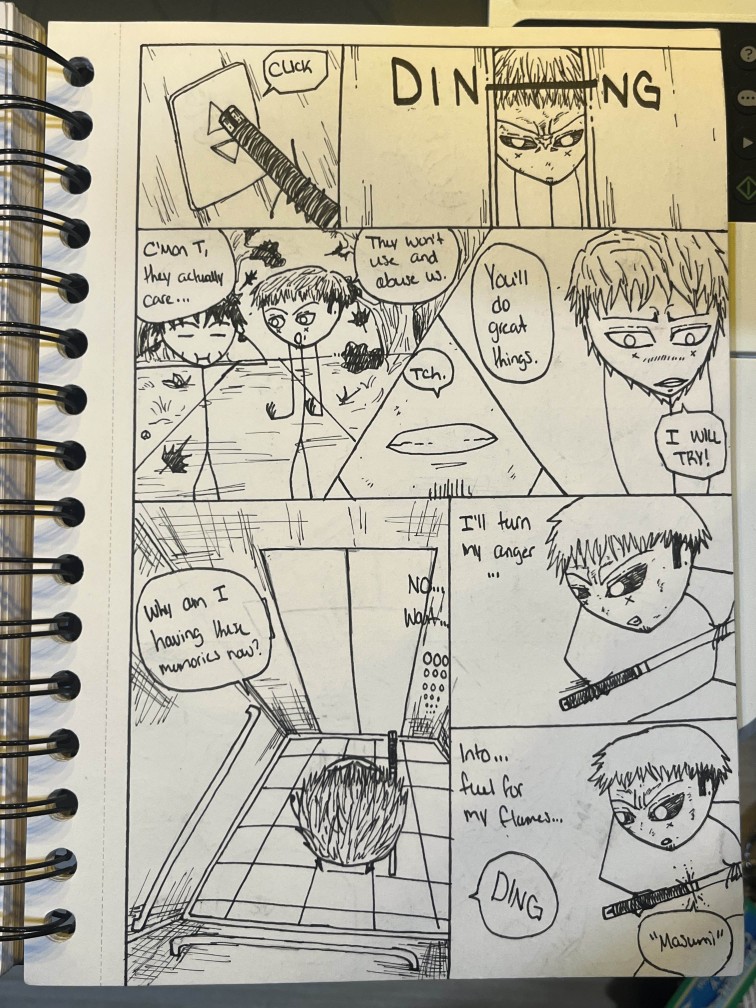 CLICK
DIN NG
C'mon T,
they actually
care...
They won't
use and
abuse us.
Tch.
You'll
do
great
things.
I WILL
TRY!
Why am I
having these
memories now?
NO...
Wait...
I'll turn
my anger
...
Into...
fuel for
my flames...
DING
"Masumi"